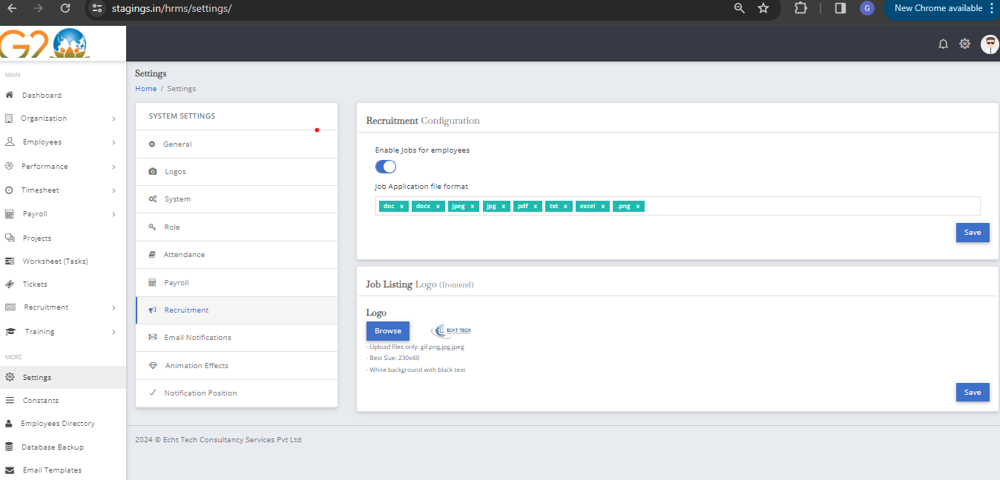 stagings.in/hrms/settings/
G
New Chrome available
G20
MAIN
Dashboard
Organization
Employees
Performance
Timesheet
Payroll
Projects
Worksheet (Tasks)
Tickets
Recruitment
Training
MORE
Settings
Constants
Employees Directory
Database Backup
Email Templates
Settings
Home / Settings
SYSTEM SETTINGS
General
Logos
System
Role
Attendance
Payroll
Recruitment
Email Notifications
Animation Effects
Notification Position
Recruitment Configuration
Enable Jobs for employees
Job Application file format
doc x docx x jpeg x jpg x pdf x txt x excel x .png x
Save
Job Listing Logo (frontend)
Logo
Browse
ECHT TECH
- Upload files only: gif,png,jpg,jpeg
- Best Size: 230x60
- White background with black text
Save
2024 © Echt Tech Consultancy Services Pvt Ltd